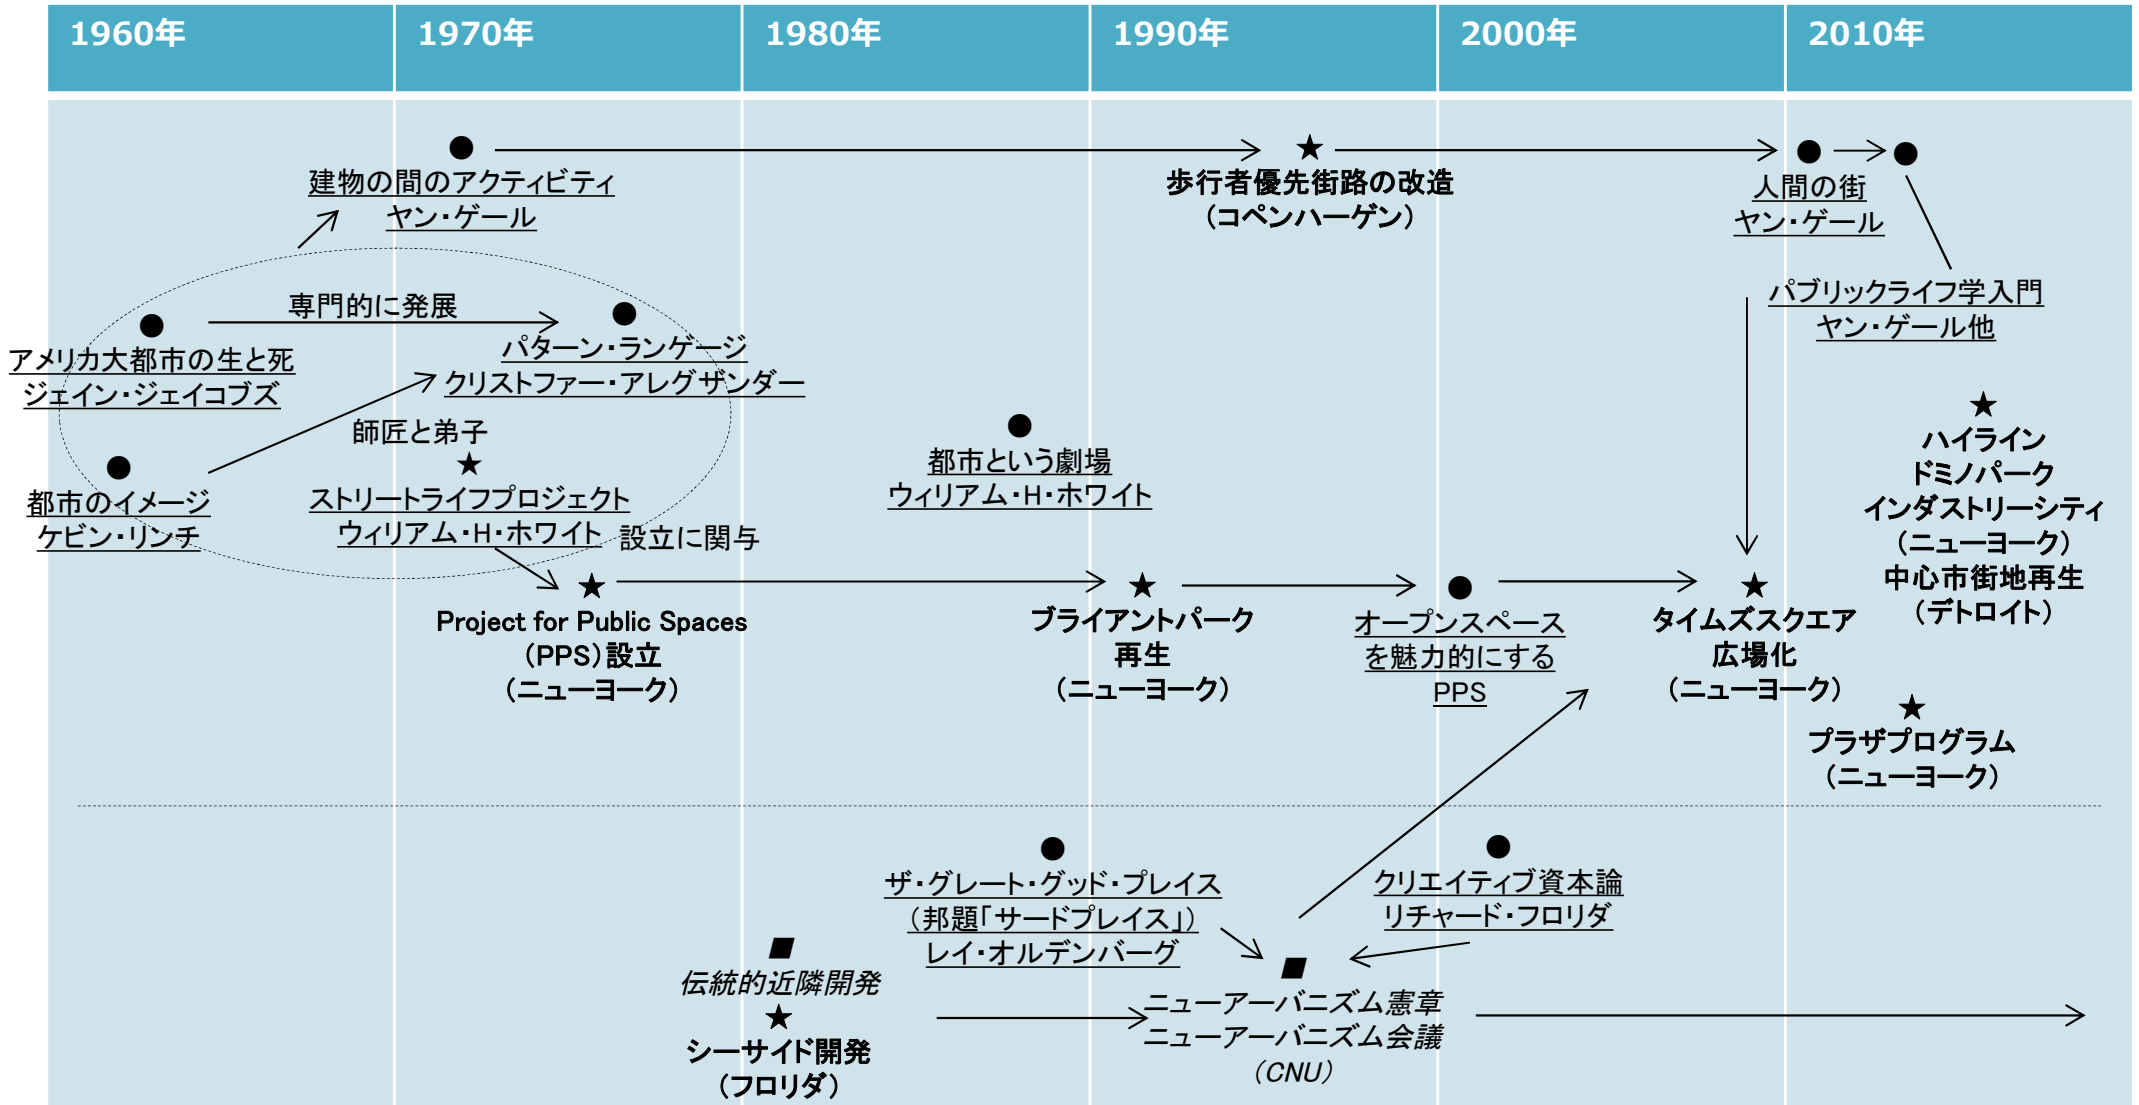 1960年
1970年
1980年
1990年
2000年
2010年
建物の間のアクティビティ
ヤン・ゲール
歩行者優先街路の改造
（コペンハーゲン）
人間の街
ヤン・ゲール
パブリックライフ学入門
ヤン・ゲール他
専門的に発展
アメリカ大都市の生と死
ジェイン・ジェイコブズ
パターン・ランゲージ
クリストファー・アレグザンダー
師匠と弟子
都市のイメージ
ケビン・リンチ
ストリートライフプロジェクト
ウィリアム・H・ホワイト
設立に関与
都市という劇場
ウィリアム・H・ホワイト
ハイライン
ドミノパーク
インダストリーシティ
（ニューヨーク）
中心市街地再生
（デトロイト）
Project for Public Spaces
（PPS）設立
（ニューヨーク）
ブライアントパーク
再生
（ニューヨーク）
オープンスペース
を魅力的にする
PPS
タイムズスクエア
広場化
（ニューヨーク）
プラザプログラム
（ニューヨーク）
ザ・グレート・グッド・プレイス
（邦題「サードプレイス」）
レイ・オルデンバーグ
クリエイティブ資本論
リチャード・フロリダ
伝統的近隣開発
シーサイド開発
（フロリダ）
ニューアーバニズム憲章
ニューアーバニズム会議
（CNU）